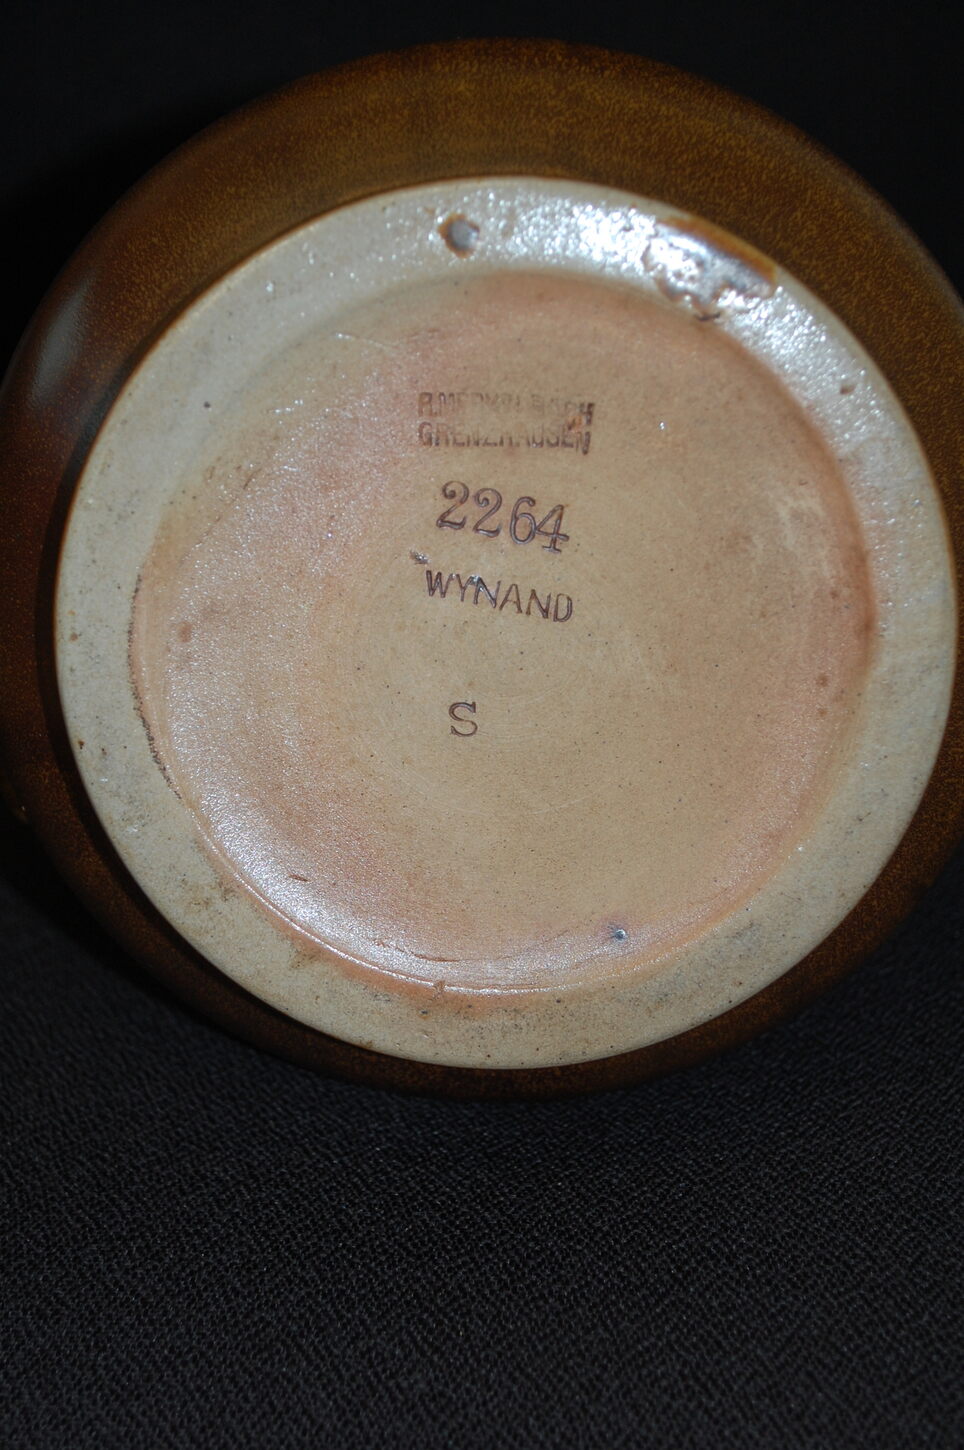 R.MERKELBACH
GRENZHAUSEN
2264
WYNAND
S